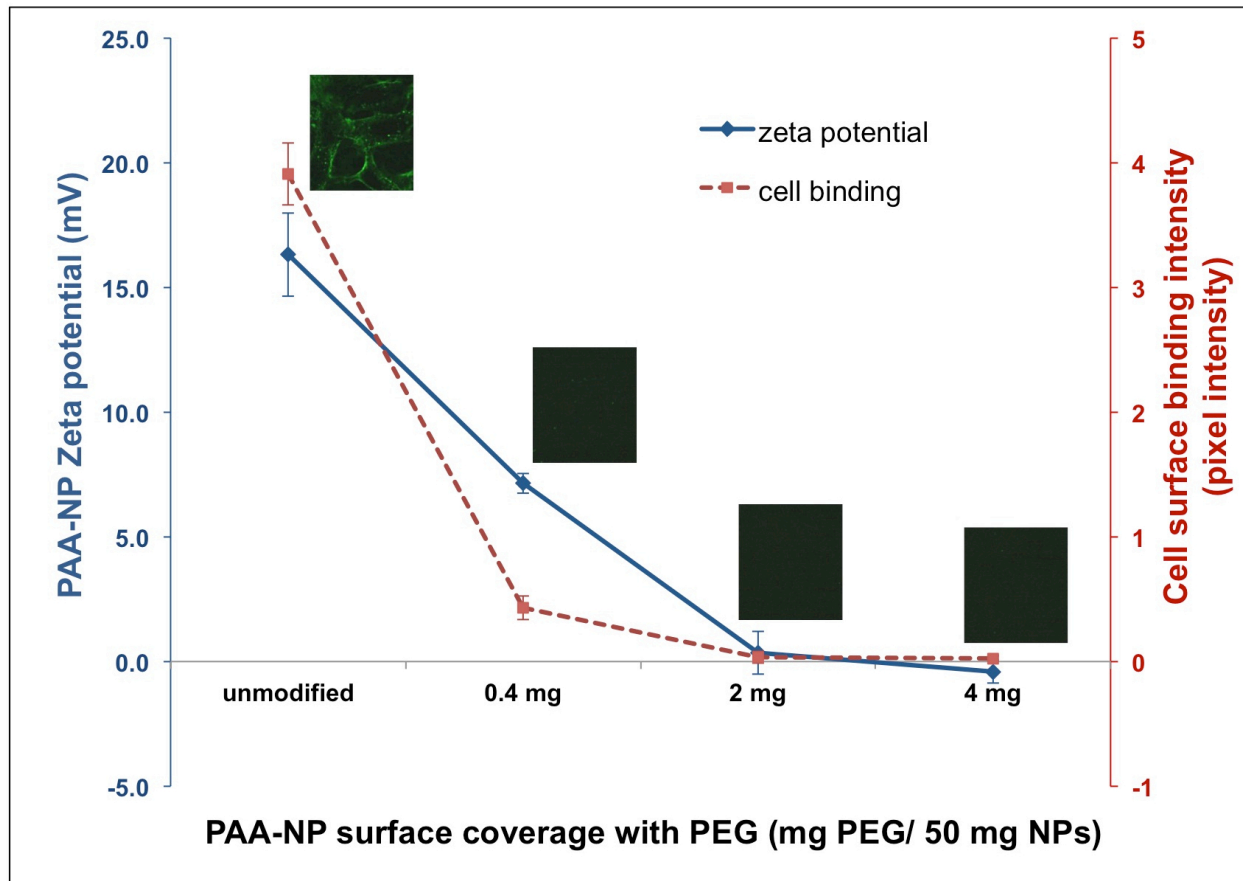 25.0
20.0
15.0
10.0
5.0
0.0
-5.0
PAA-NP Zeta potential (mV)
zeta potential
cell binding
5
4
3
2
1
0
-1
Cell surface binding intensity
(pixel intensity)
unmodified
0.4 mg
2 mg
4 mg
PAA-NP surface coverage with PEG (mg PEG/ 50 mg NPs)